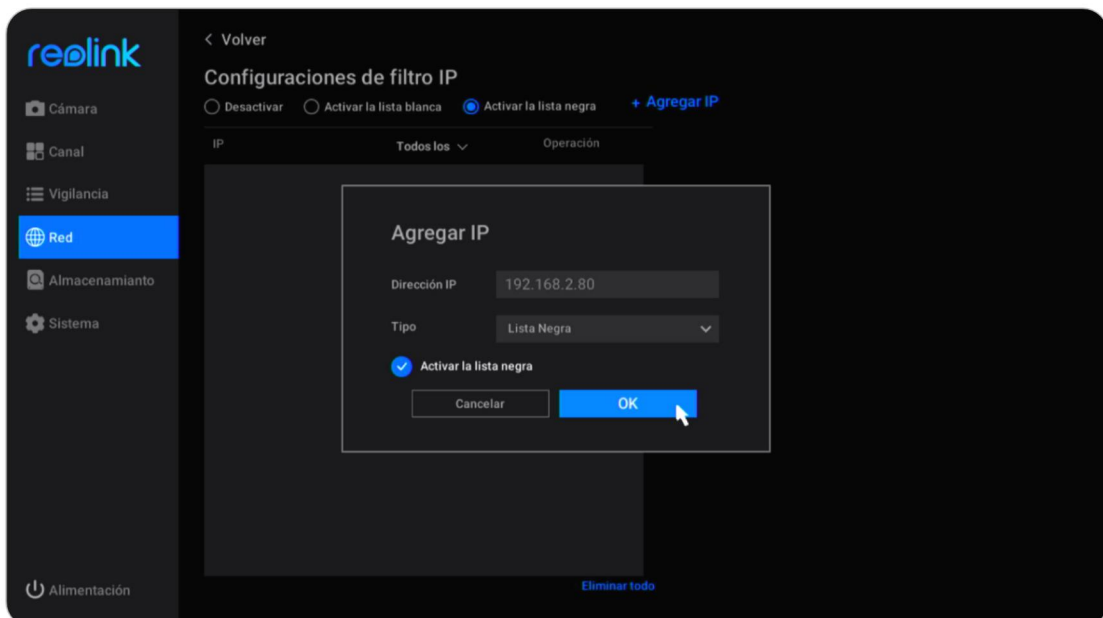 reolink
Cámara
Canal
Vigilancia
Red
Almacenamianto
Sistema
Alimentación
< Volver
Configuraciones de filtro IP
Desactivar Activar la lista blanca Activar la lista negra + Agregar IP
IP Todos los Operación
Agregar IP
Dirección IP 192.168.2.80
Tipo Lista Negra
Activar la lista negra
Cancelar OK
Eliminar todo